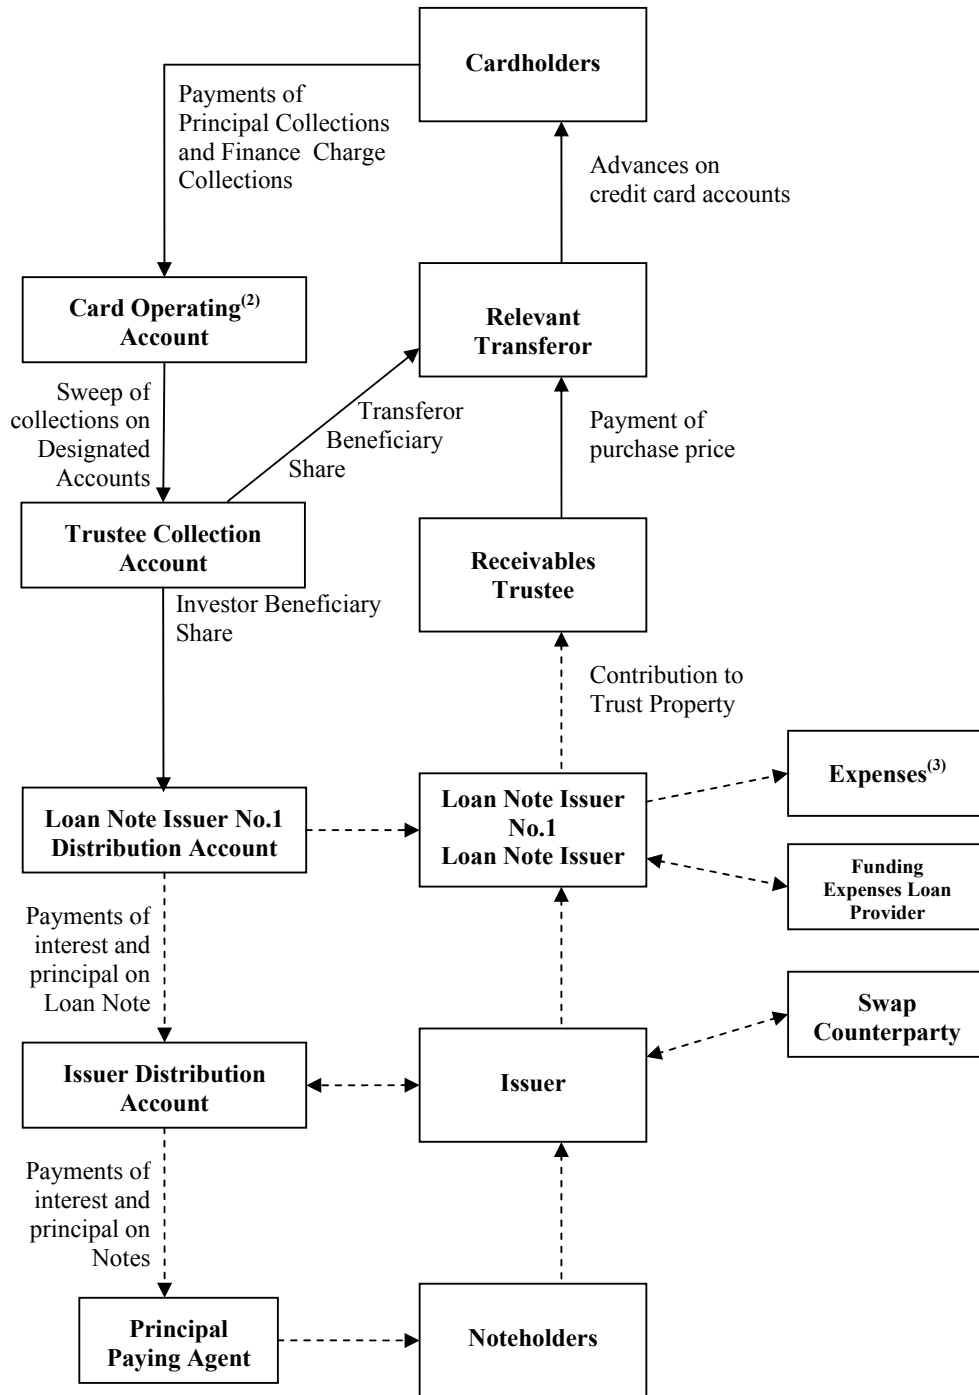 Cardholders
Payments of
Principal Collections
and Finance Charge
Collections
Advances on
credit card accounts
Card Operating(2)
Account
Relevant
Transferor
Sweep of
collections on
Designated
Accounts
Transferor
Beneficiary
Share
Payment of
purchase price
Trustee Collection
Account
Receivables
Trustee
Investor Beneficiary
Share
Contribution to
Trust Property
Expenses(3)
Loan Note Issuer No.1
Distribution Account
Loan Note Issuer
No.1
Loan Note Issuer
Funding
Expenses Loan
Provider
Payments of
interest and
principal on
Loan Note
Swap
Counterparty
Issuer Distribution
Account
Issuer
Payments of
interest and
principal on
Notes
Principal
Paying Agent
Noteholders